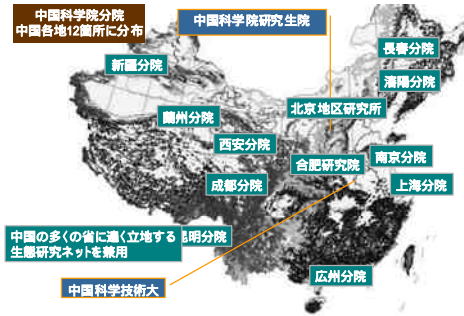 中国科学院分院
中国各地12箇所に分布
中国科学院研究生院
長春分院
新疆分院
瀋陽分院
北京地区研究所
蘭州分院
西安分院
南京分院
合肥研究院
成都分院
上海分院
中国の多くの省に遍く立地する
生態研究ネットを兼用
昆明分院
広州分院
中国科学技術大